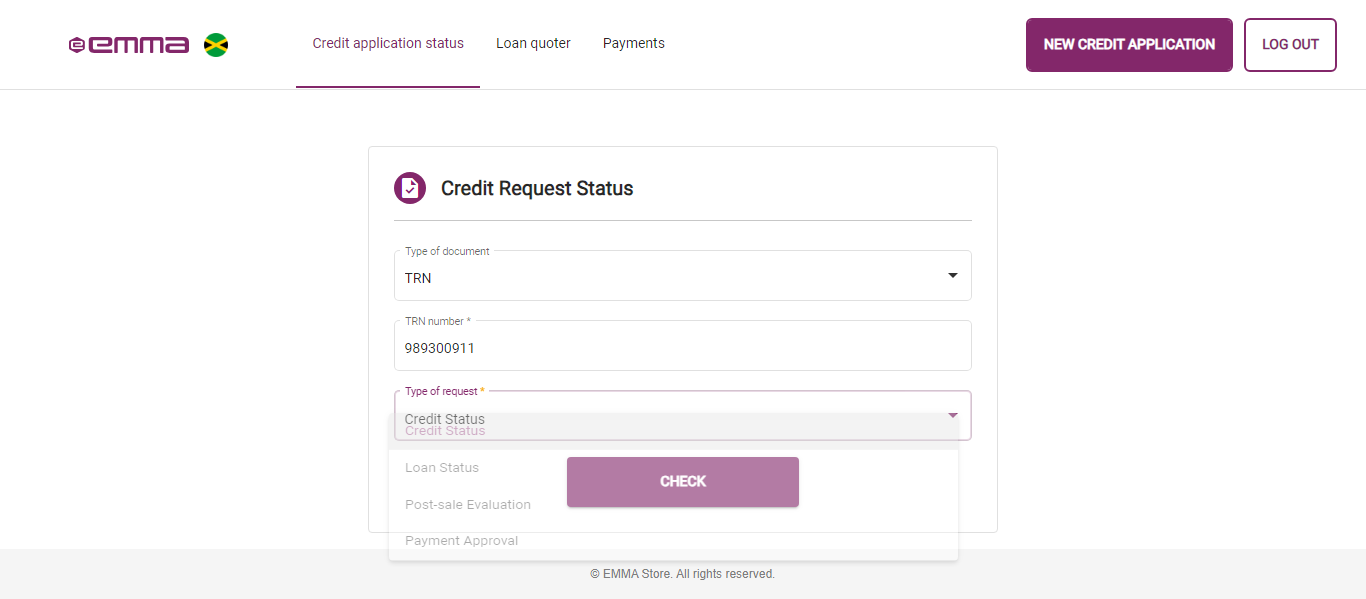 emma
Credit application status
Loan quoter
Payments
NEW CREDIT APPLICATION
LOG OUT
Credit Request Status
Type of document
TRN
TRN number *
989300911
Type of request *
Credit Status
Credit Status
Loan Status
CHECK
Post-sale Evaluation
Payment Approval
© EMMA Store. All rights reserved.